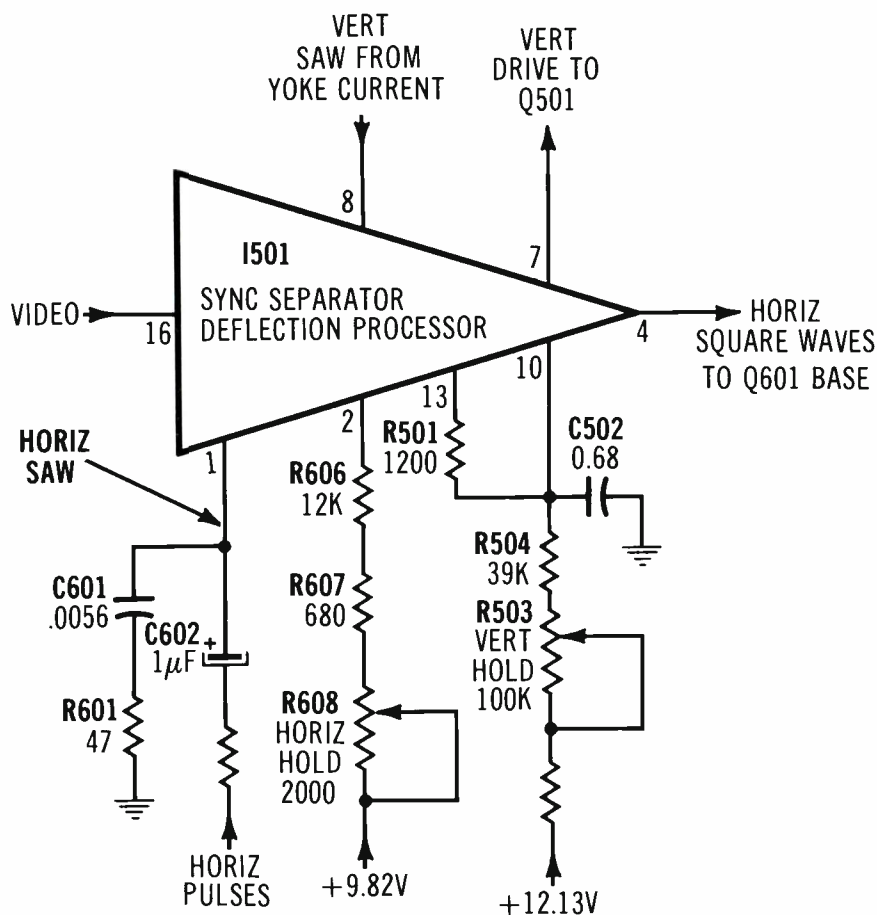 VERT
SAW FROM
YOKE CURRENT
VERT
DRIVE TO
Q501
8
7
I501
SYNC SEPARATOR
DEFLECTION PROCESSOR
VIDEO
16
4
HORIZ
SQUARE WAVES
TO Q601 BASE
10
13
2
1
HORIZ
SAW
R501
1200
C502
0.68
R606
12K
R504
39K
C601
.0056
C602
+
1µF
R607
680
R503
VERT
HOLD
100K
R601
47
R608
HORIZ
HOLD
2000
HORIZ
PULSES
+9.82V
+12.13V